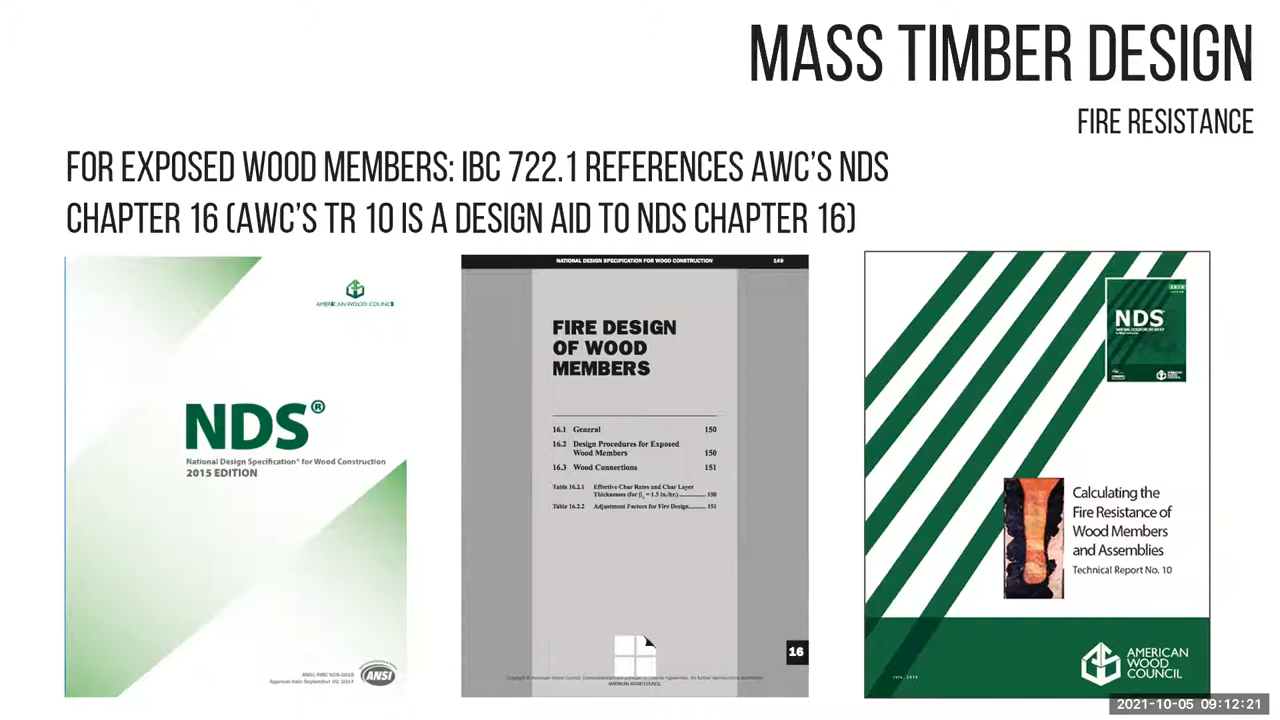 MASS TIMBER DESIGN
FIRE RESISTANCE
FOR EXPOSED WOOD MEMBERS: IBC 722.1 REFERENCES AWC'S NDS
CHAPTER 16 (AWC'S TR 10 IS A DESIGN AID TO NDS CHAPTER 16)
AMERICAN WOOD COUNCIL
NDS®
National Design Specification® for Wood Construction
2015 EDITION
ANSI
NATIONAL DESIGN SPECIFICATION FOR WOOD CONSTRUCTION 149
FIRE DESIGN
OF WOOD
MEMBERS
16.1 General 150
16.2 Design Procedures for Exposed
Wood Members 150
16.3 Wood Connections 151
Table 16.2.1 Effective Char Rates and Char Layer
Thicknesses (for βn = 1.5 in./hr.) 150
Table 16.2.2 Adjustment Factors for Fire Design 151
16
AMERICAN WOOD COUNCIL
NDS
Calculating the
Fire Resistance of
Wood Members
and Assemblies
Technical Report No. 10
AMERICAN
WOOD
COUNCIL
2021-10-05 09:12:21